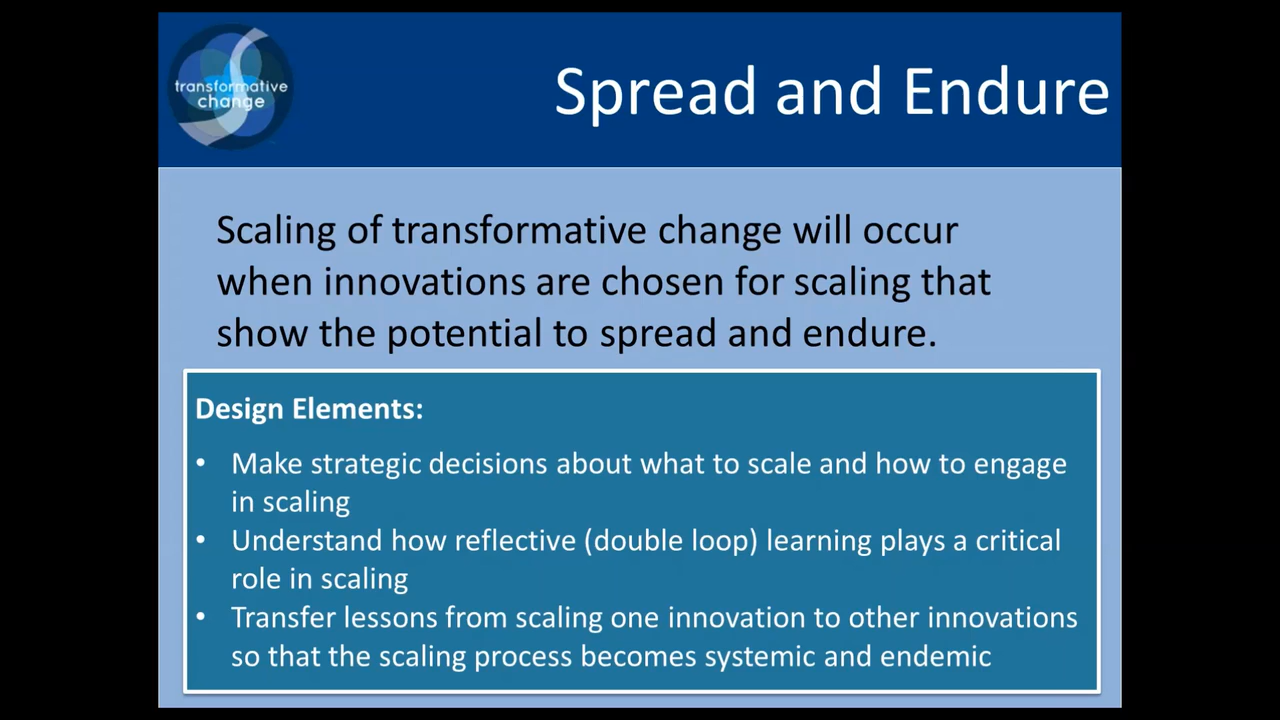 transformative
change
Spread and Endure
Scaling of transformative change will occur
when innovations are chosen for scaling that
show the potential to spread and endure.
Design Elements:
• Make strategic decisions about what to scale and how to engage
in scaling
• Understand how reflective (double loop) learning plays a critical
role in scaling
• Transfer lessons from scaling one innovation to other innovations
so that the scaling process becomes systemic and endemic